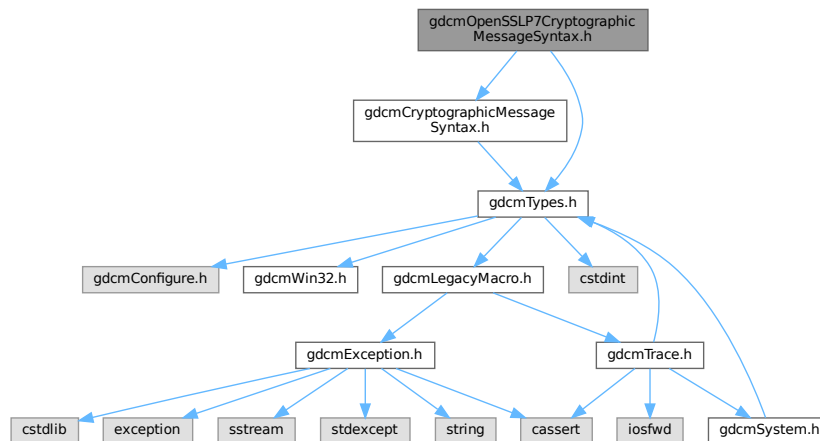 gdcmOpenSSLP7Cryptographic
MessageSyntax.h
gdcmCryptographicMessage
Syntax.h
gdcmTypes.h
gdcmConfigure.h
gdcmWin32.h
gdcmLegacyMacro.h
cstdint
gdcmException.h
gdcmTrace.h
cstdlib
exception
sstream
stdexcept
string
cassert
iosfwd
gdcmSystem.h